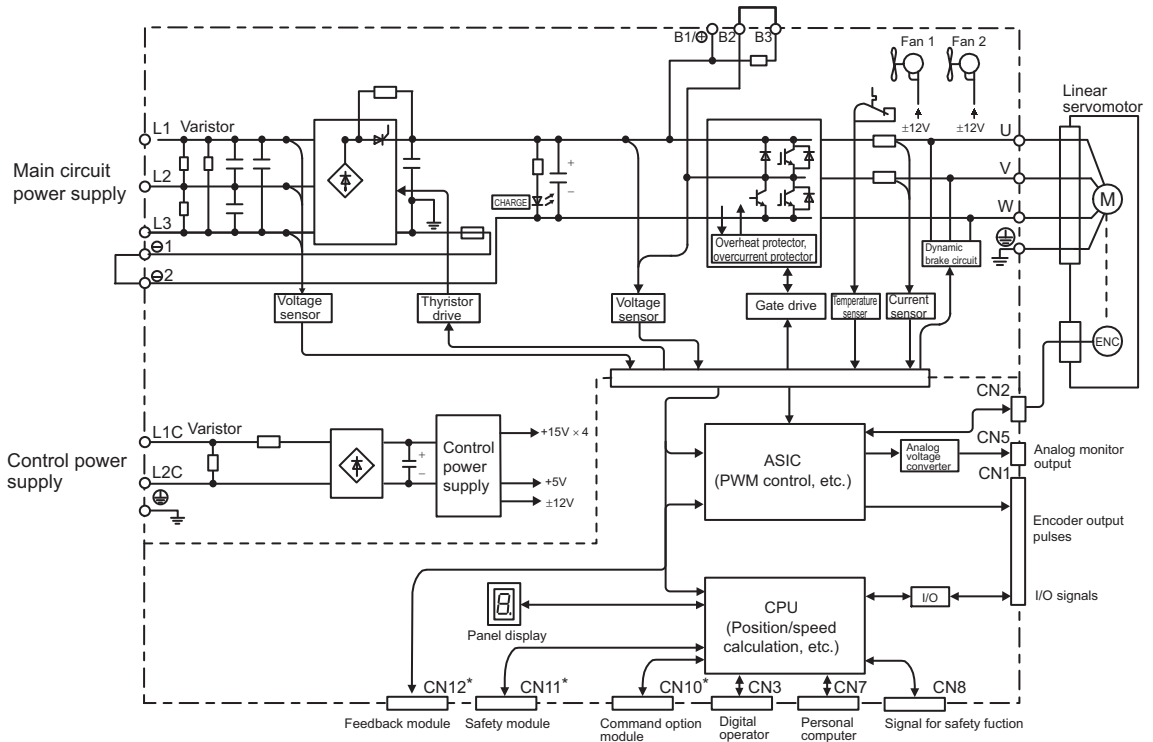 B1/⊕ B2 B3
Fan 1 Fan 2
±12V ±12V
Linear
servomotor
Main circuit
power supply
L1 Varistor
L2
L3
⊖1
⊖2
CHARGE
Overheat protector,
overcurrent protector
U
V
W
M
Dynamic
brake circuit
Voltage
sensor
Thyristor
drive
Voltage
sensor
Gate drive
Temperature
senser
Current
sensor
ENC
Control power
supply
L1C Varistor
L2C
+
−
+
−
Control
power
supply
+15V × 4
+5V
±12V
ASIC
(PWM control, etc.)
Analog
voltage
converter
CN2
CN5
Analog monitor
output
CN1
Encoder output
pulses
I/O
I/O signals
8.
Panel display
CPU
(Position/speed
calculation, etc.)
CN12* CN11* CN10* CN3 CN7 CN8
Feedback module
Safety module
Command option
module
Digital
operator
Personal
computer
Signal for safety fuction